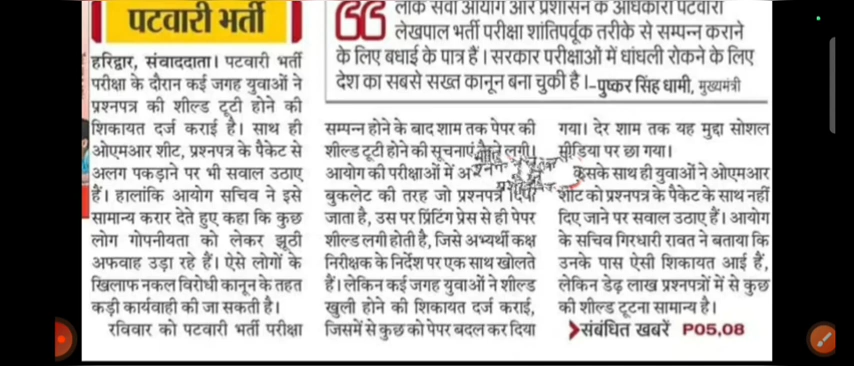 पटवारी भर्ती
हरिद्वार, संवाददाता। पटवारी भर्ती
परीक्षा के दौरान कई जगह युवाओं ने
प्रश्नपत्र की शील्ड टूटी होने की
शिकायत दर्ज कराई है। साथ ही
ओएमआर शीट, प्रश्नपत्र के पैकेट से
अलग पकड़ाने पर भी सवाल उठाए
हैं। हालांकि आयोग सचिव ने इसे
सामान्य करार देते हुए कहा कि कुछ
लोग गोपनीयता को लेकर झूठी
अफवाह उड़ा रहे हैं। ऐसे लोगों के
खिलाफ नकल विरोधी कानून के तहत
कड़ी कार्यवाही की जा सकती है।
रविवार को पटवारी भर्ती परीक्षा
लोक सेवा आयोग और प्रशासन के अधिकारी पटवारी
लेखपाल भर्ती परीक्षा शांतिपर्वूक तरीके से सम्पन्न कराने
के लिए बधाई के पात्र हैं। सरकार परीक्षाओं में धांधली रोकने के लिए
देश का सबसे सख्त कानून बना चुकी है।-पुष्कर सिंह धामी, मुख्यमंत्री
सम्पन्न होने के बाद शाम तक पेपर की
शील्ड टूटी होने की सूचनाएं लगी।
आयोग की परीक्षाओं में
बुकलेट की तरह जो प्रश्नपत्र दिया
जाता है, उस पर प्रिंटिंग प्रेस से ही पेपर
शील्ड लगी होती है, जिसे अभ्यर्थी कक्ष
निरीक्षक के निर्देश पर एक साथ खोलते
हैं। लेकिन कई जगह युवाओं ने शील्ड
खुली होने की शिकायत दर्ज कराई,
जिसमें से कुछ को पेपर बदल कर दिया
गया। देर शाम तक यह मुद्दा सोशल
मीडिया पर छा गया।
इसके साथ ही युवाओं ने ओएमआर
शीट को प्रश्नपत्र के पैकेट के साथ नहीं
दिए जाने पर सवाल उठाए हैं। आयोग
के सचिव गिरधारी रावत ने बताया कि
उनके पास ऐसी शिकायत आई हैं,
लेकिन डेढ़ लाख प्रश्नपत्रों में से कुछ
की शील्ड टूटना सामान्य है।
संबंधित खबरें P05,08